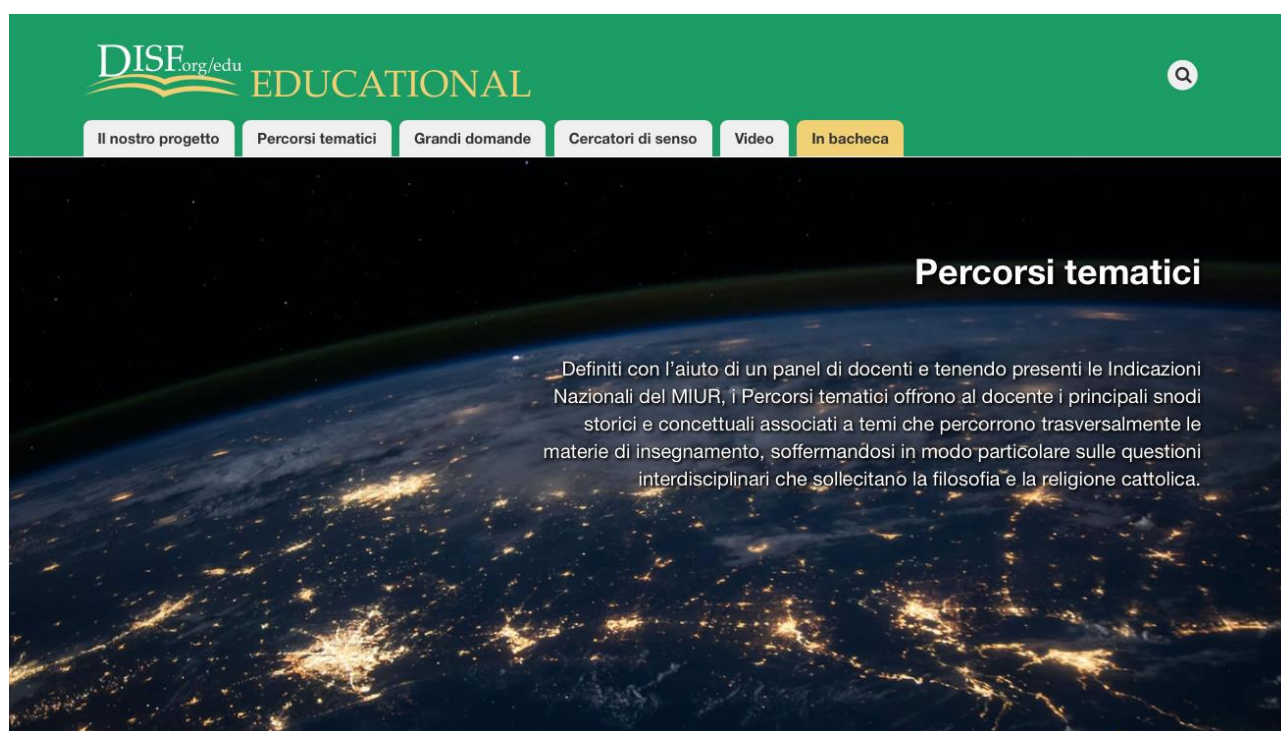 DISF.org/edu
EDUCATIONAL
Il nostro progetto
Percorsi tematici
Grandi domande
Cercatori di senso
Video
In bacheca
Percorsi tematici
Definiti con l’aiuto di un panel di docenti e tenendo presenti le Indicazioni
Nazionali del MIUR, i Percorsi tematici offrono al docente i principali snodi
storici e concettuali associati a temi che percorrono trasversalmente le
materie di insegnamento, soffermandosi in modo particolare sulle questioni
interdisciplinari che sollecitano la filosofia e la religione cattolica.